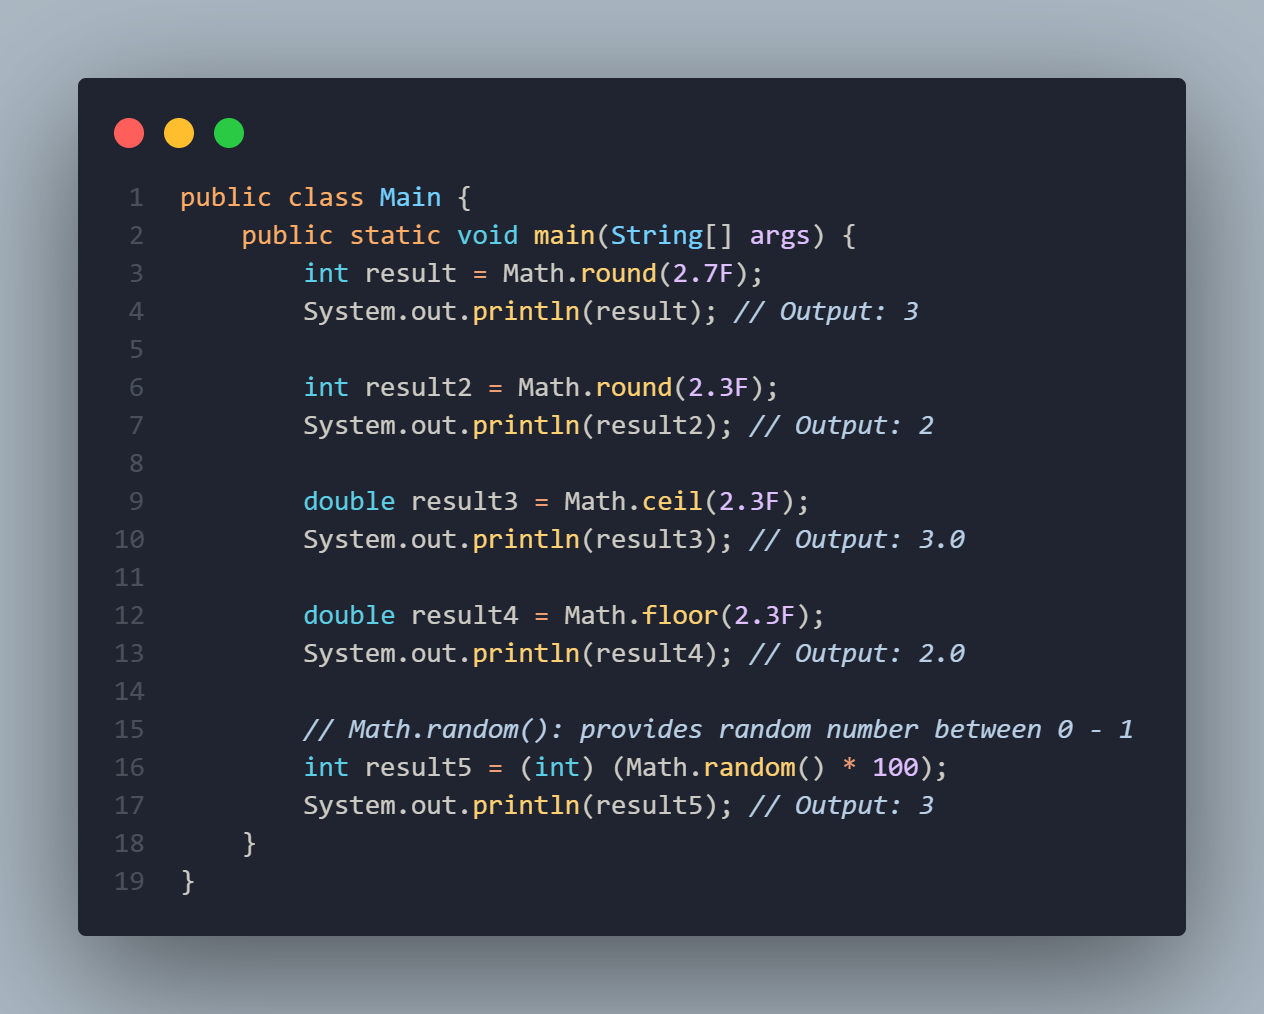 1 public class Main {
2     public static void main(String[] args) {
3         int result = Math.round(2.7F);
4         System.out.println(result); // Output: 3
5
6         int result2 = Math.round(2.3F);
7         System.out.println(result2); // Output: 2
8
9         double result3 = Math.ceil(2.3F);
10         System.out.println(result3); // Output: 3.0
11
12         double result4 = Math.floor(2.3F);
13         System.out.println(result4); // Output: 2.0
14
15         // Math.random(): provides random number between 0 - 1
16         int result5 = (int) (Math.random() * 100);
17         System.out.println(result5); // Output: 3
18     }
19 }